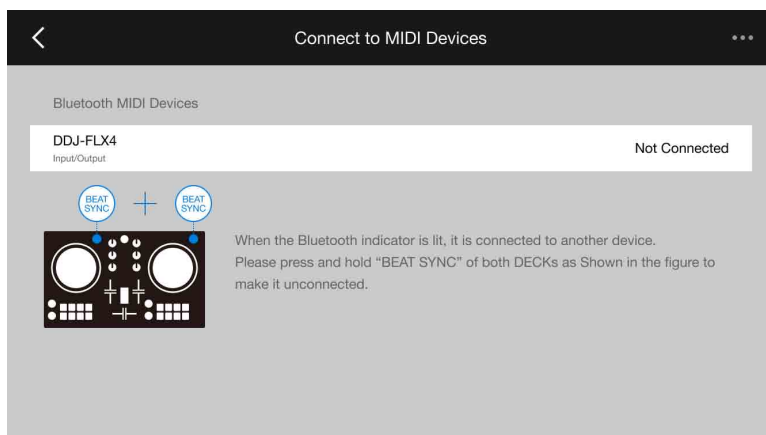 Connect to MIDI Devices
Bluetooth MIDI Devices
DDJ-FLX4
Input/Output
Not Connected
BEAT
SYNC
BEAT
SYNC
When the Bluetooth indicator is lit, it is connected to another device.
Please press and hold “BEAT SYNC” of both DECKs as Shown in the figure to
make it unconnected.